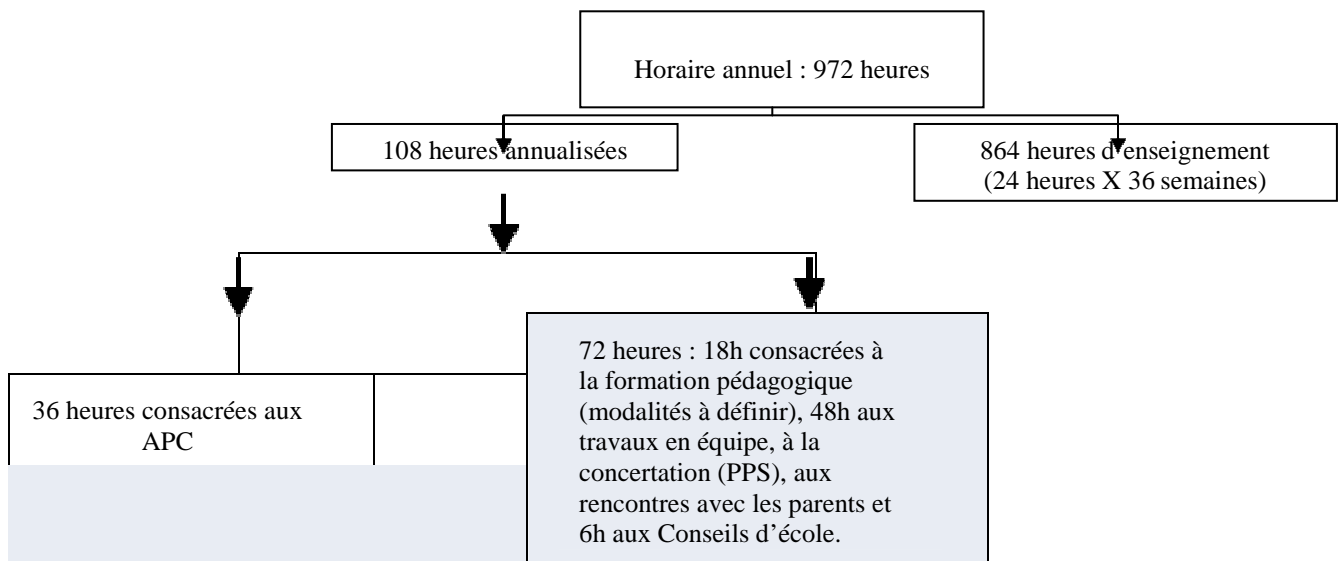 Horaire annuel : 972 heures
108 heures annualisées
864 heures d’enseignement
(24 heures X 36 semaines)
36 heures consacrées aux
APC
72 heures : 18h consacrées à
la formation pédagogique
(modalités à définir), 48h aux
travaux en équipe, à la
concertation (PPS), aux
rencontres avec les parents et
6h aux Conseils d’école.